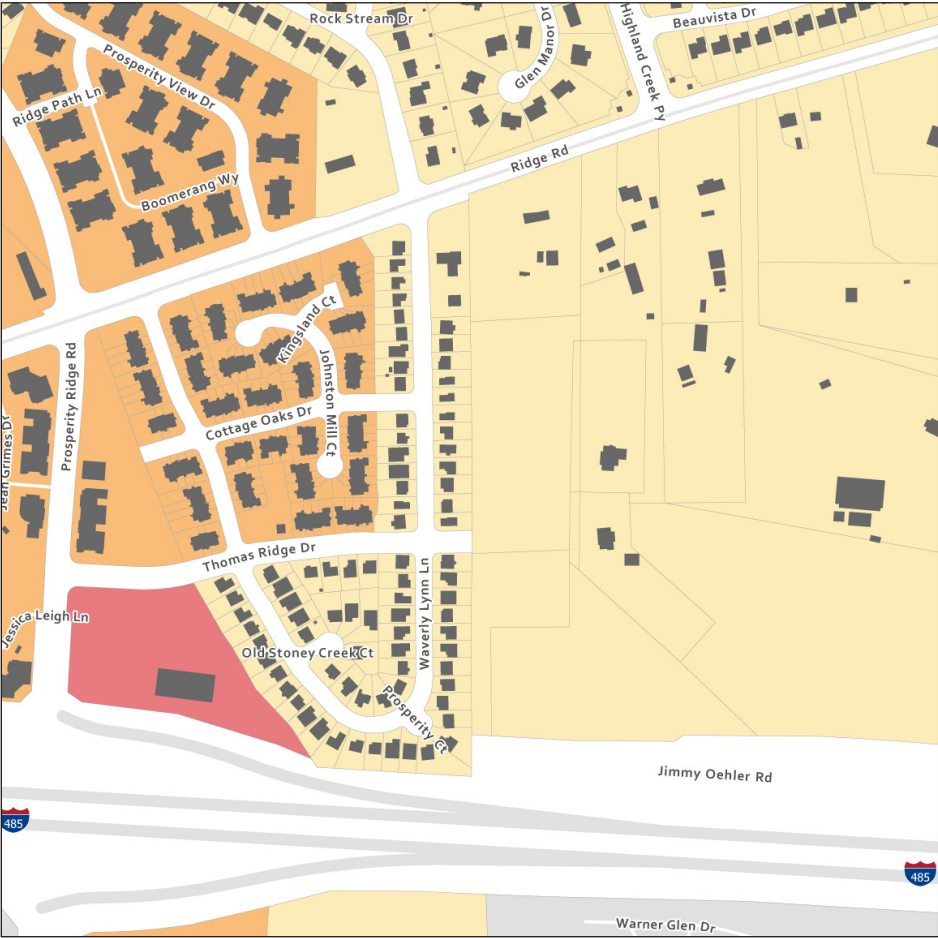 Rock Stream Dr
Beauvista Dr
Highland Creek Py
Glen Manor Dr
Prosperity View Dr
Ridge Path Ln
Ridge Rd
Boomerang Wy
Kingsland Ct
Prosperity Ridge Rd
Johnston Mill Ct
Cottage Oaks Dr
Jean Grimes Dr
Thomas Ridge Dr
Waverly Lynn Ln
Jessica Leigh Ln
Old Stoney Creek Ct
Prosperity Ct
Jimmy Oehler Rd
485
485
Warner Glen Dr